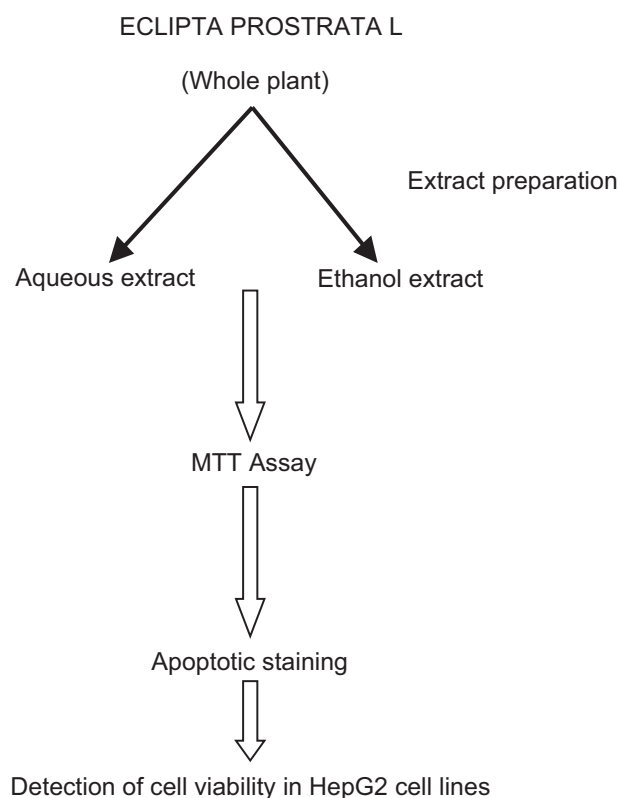 ECLIPTA PROSTRATA L
(Whole plant)
Extract preparation
Aqueous extract
Ethanol extract
MTT Assay
Apoptotic staining
Detection of cell viability in HepG2 cell lines